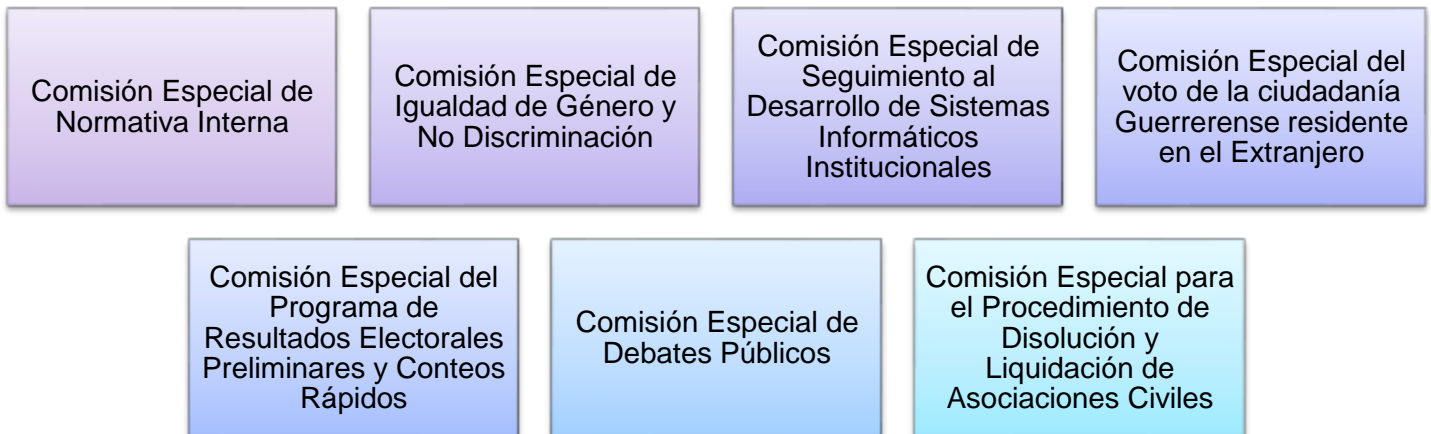 Comisión Especial de
Normativa Interna
Comisión Especial de
Igualdad de Género y
No Discriminación
Comisión Especial de
Seguimiento al
Desarrollo de Sistemas
Informáticos
Institucionales
Comisión Especial del
voto de la ciudadanía
Guerrerense residente
en el Extranjero
Comisión Especial del
Programa de
Resultados Electorales
Preliminares y Conteos
Rápidos
Comisión Especial de
Debates Públicos
Comisión Especial para
el Procedimiento de
Disolución y
Liquidación de
Asociaciones Civiles